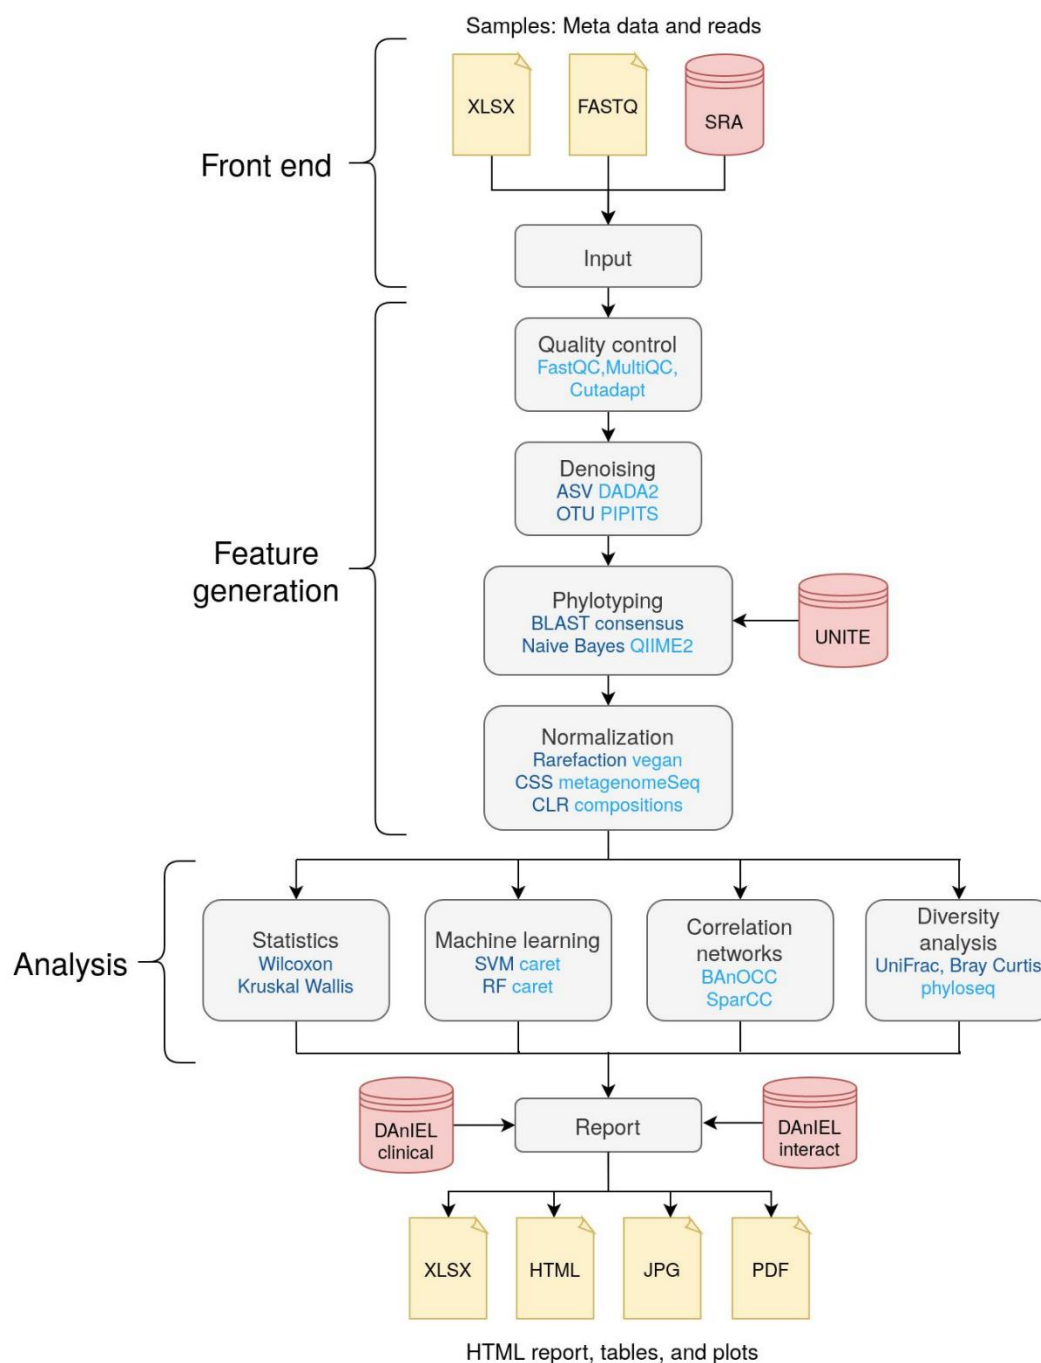 Samples: Meta data and reads
XLSX
FASTQ
SRA
Front end
Input
Quality control
FastQC,MultiQC,
Cutadapt
Denoising
ASV DADA2
OTU PIPITS
Feature
generation
Phylotyping
BLAST consensus
Naive Bayes QIIME2
UNITE
Normalization
Rarefaction vegan
CSS metagenomeSeq
CLR compositions
Analysis
Statistics
Wilcoxon
Kruskal Wallis
Machine learning
SVM caret
RF caret
Correlation
networks
BAnOCC
SparCC
Diversity
analysis
UniFrac, Bray Curtis
phyloseq
DAnIEL
clinical
Report
DAnIEL
interact
XLSX
HTML
JPG
PDF
HTML report, tables, and plots